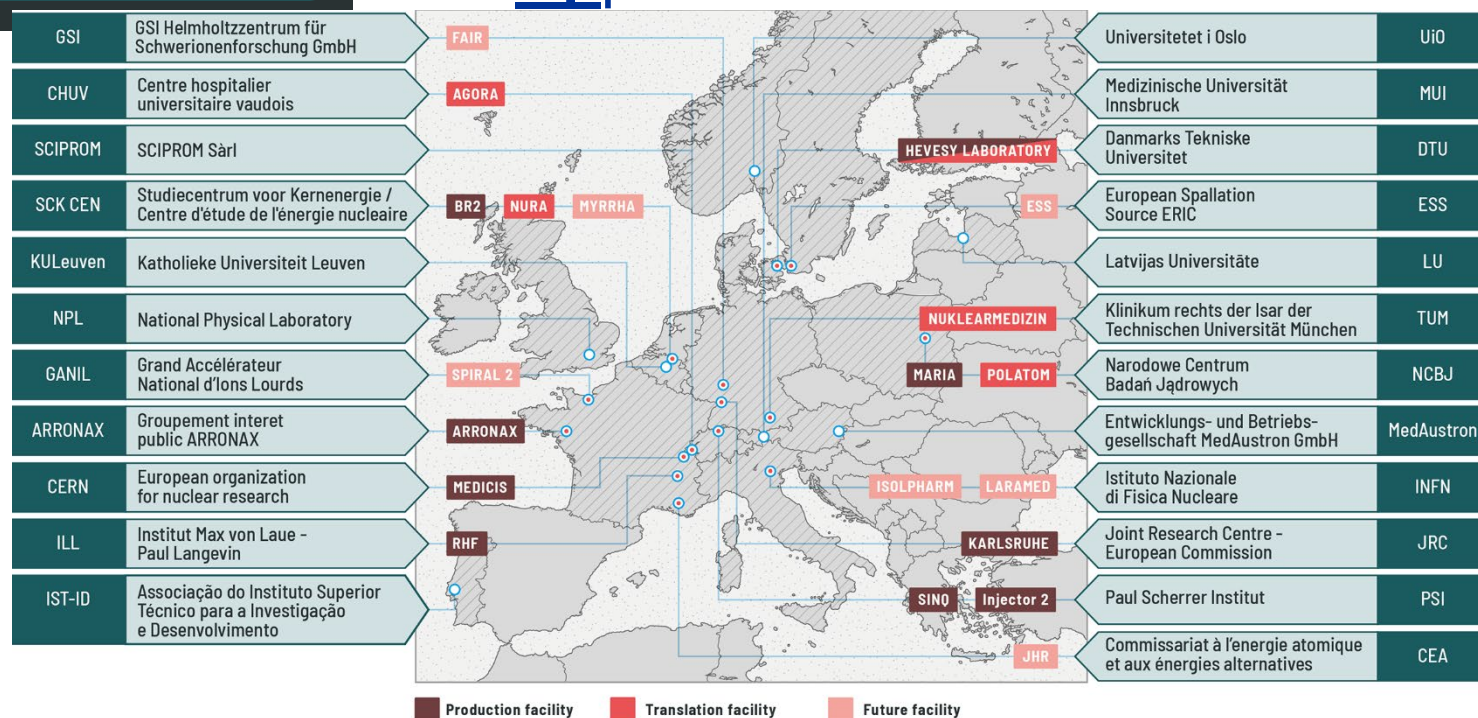 GSI
GSI Helmholtzzentrum für
Schwerionenforschung GmbH
FAIR
CHUV
Centre hospitalier
universitaire vaudois
AGORA
SCIPROM
SCIPROM Sàrl
SCK CEN
Studiecentrum voor Kernenergie /
Centre d'étude de l'énergie nucleaire
BR2
NURA
MYRRHA
KULeuven
Katholieke Universiteit Leuven
NPL
National Physical Laboratory
GANIL
Grand Accélérateur
National d'Ions Lourds
SPIRAL 2
ARRONAX
Groupement interet
public ARRONAX
ARRONAX
CERN
European organization
for nuclear research
MEDICIS
ILL
Institut Max von Laue -
Paul Langevin
RHF
IST-ID
Associação do Instituto Superior
Técnico para a Investigação
e Desenvolvimento
Universitetet i Oslo
UiO
Medizinische Universität
Innsbruck
MUI
HEVESY LABORATORY
Danmarks Tekniske
Universitet
DTU
ESS
European Spallation
Source ERIC
ESS
Latvijas Universitāte
LU
NUKLEARMEDIZIN
Klinikum rechts der Isar der
Technischen Universität München
TUM
MARIA
POLATOM
Narodowe Centrum
Badań Jądrowych
NCBJ
Entwicklungs- und Betriebs-
gesellschaft MedAustron GmbH
MedAustron
ISOLPHARM
LARAMED
Istituto Nazionale
di Fisica Nucleare
INFN
KARLSRUHE
Joint Research Centre -
European Commission
JRC
SINQ
Injector 2
Paul Scherrer Institut
PSI
JHR
Commissariat à l'energie atomique
et aux énergies alternatives
CEA
Production facility
Translation facility
Future facility